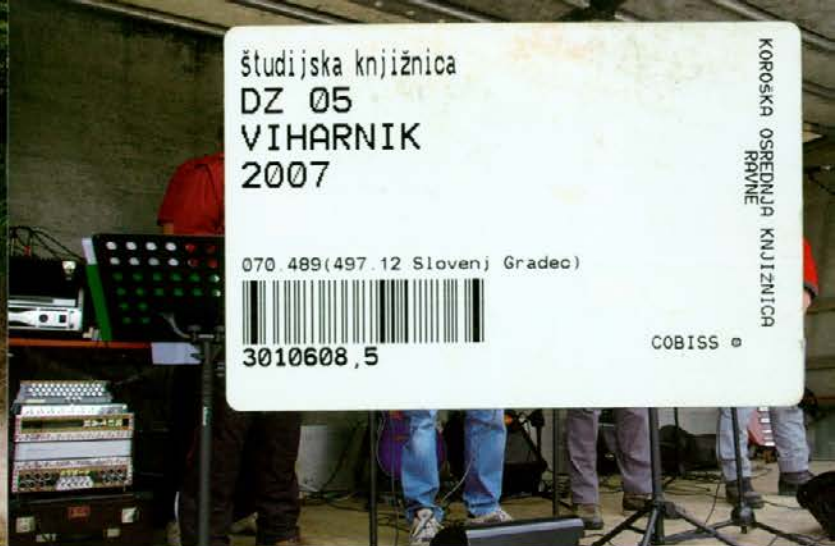 študijska knjižnica
DZ 05
VIHARNIK
2007
070.489(497.12 Slovenj Gradec)
3010608,5
COBISS ©
KOROŠKA OSREDNJA KNJIŽNICA
RAVNE